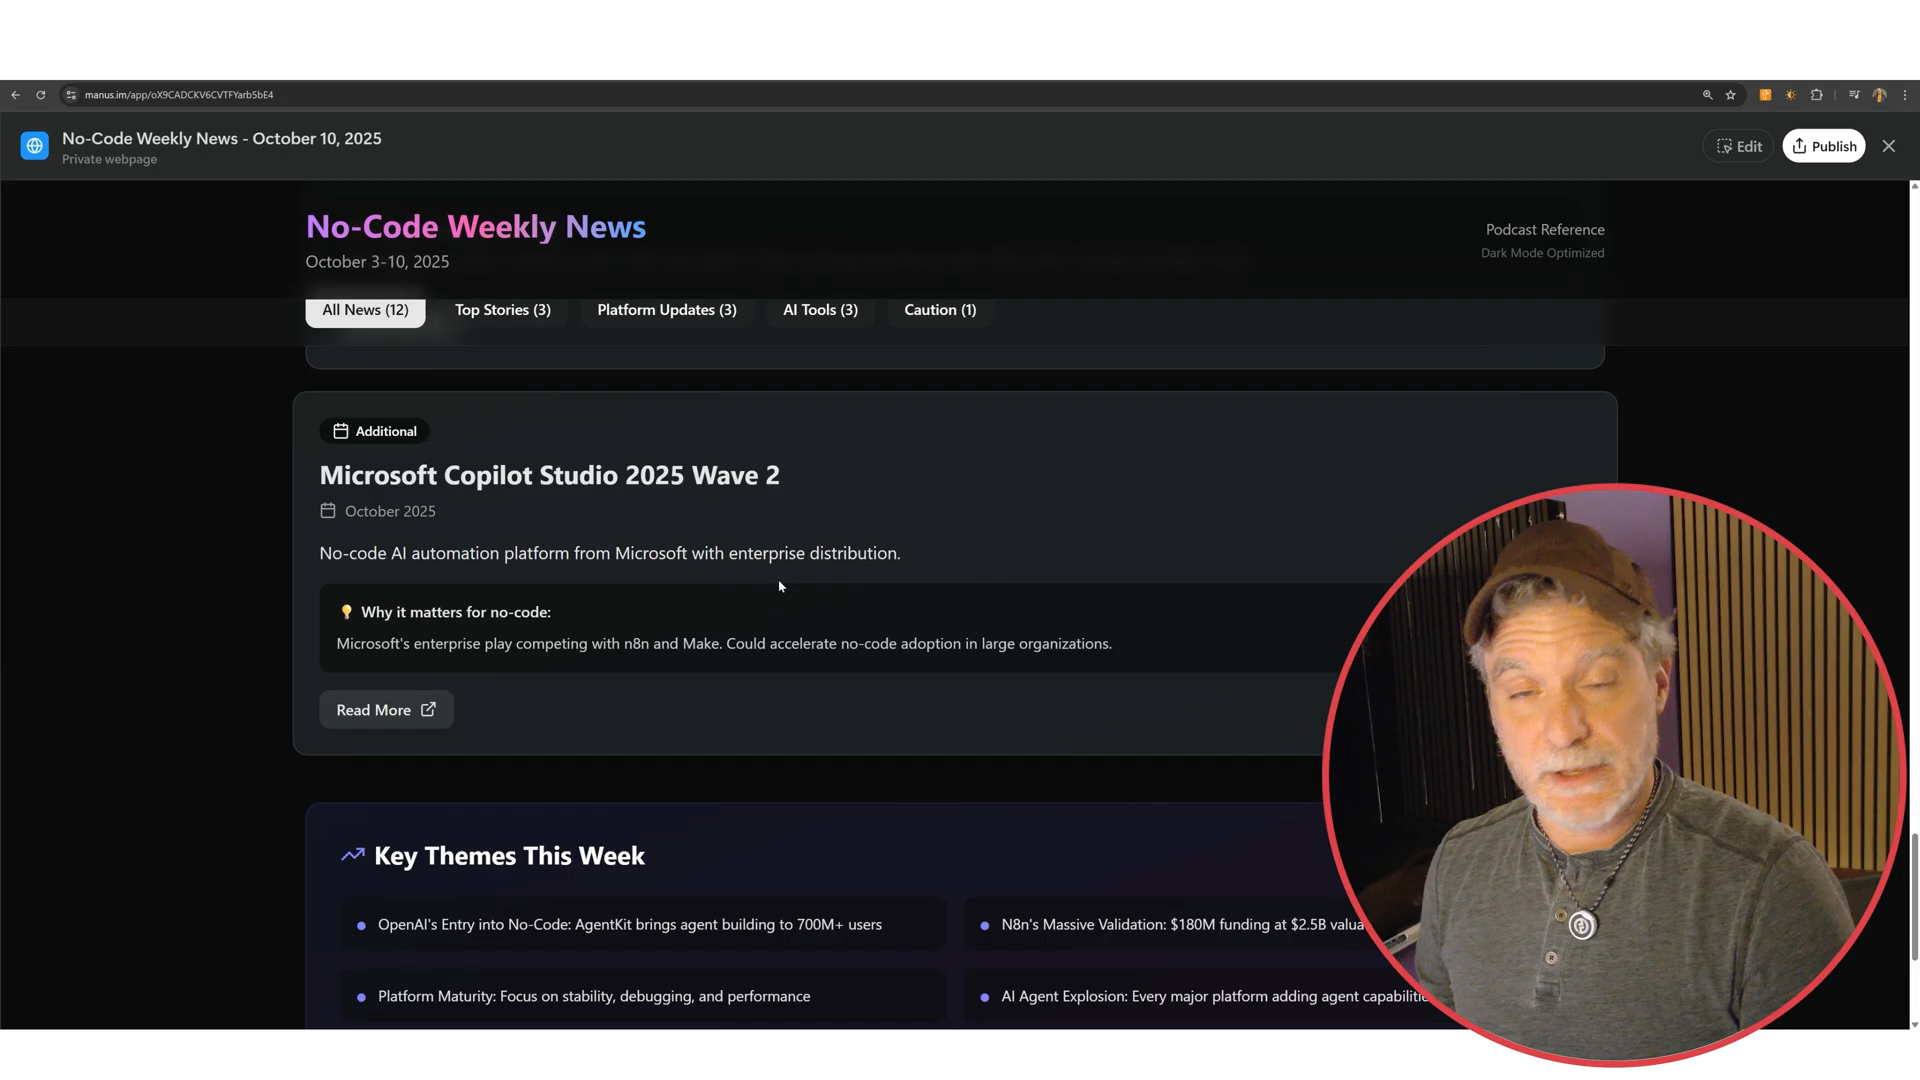 manus.im/app/oX9CADCKV6CVTFYarb5bE4
No-Code Weekly News - October 10, 2025
Private webpage
Edit
Publish
No-Code Weekly News
October 3-10, 2025
Podcast Reference
Dark Mode Optimized
All News (12)
Top Stories (3)
Platform Updates (3)
AI Tools (3)
Caution (1)
Additional
Microsoft Copilot Studio 2025 Wave 2
October 2025
No-code AI automation platform from Microsoft with enterprise distribution.
💡 Why it matters for no-code:
Microsoft's enterprise play competing with n8n and Make. Could accelerate no-code adoption in large organizations.
Read More
Key Themes This Week
OpenAI's Entry into No-Code: AgentKit brings agent building to 700M+ users
N8n's Massive Validation: $180M funding at $2.5B
Platform Maturity: Focus on stability, debugging, and performance
AI Agent Explosion: Every major platform adding agent